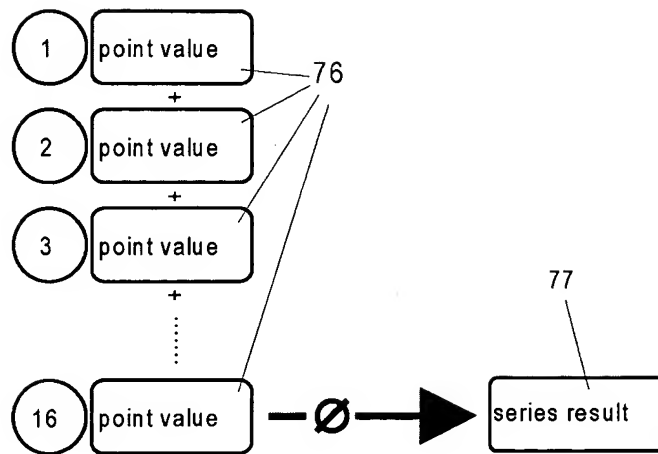 1 point value
76
+
2 point value
+
3 point value
+
77
16 point value
Ø
series result